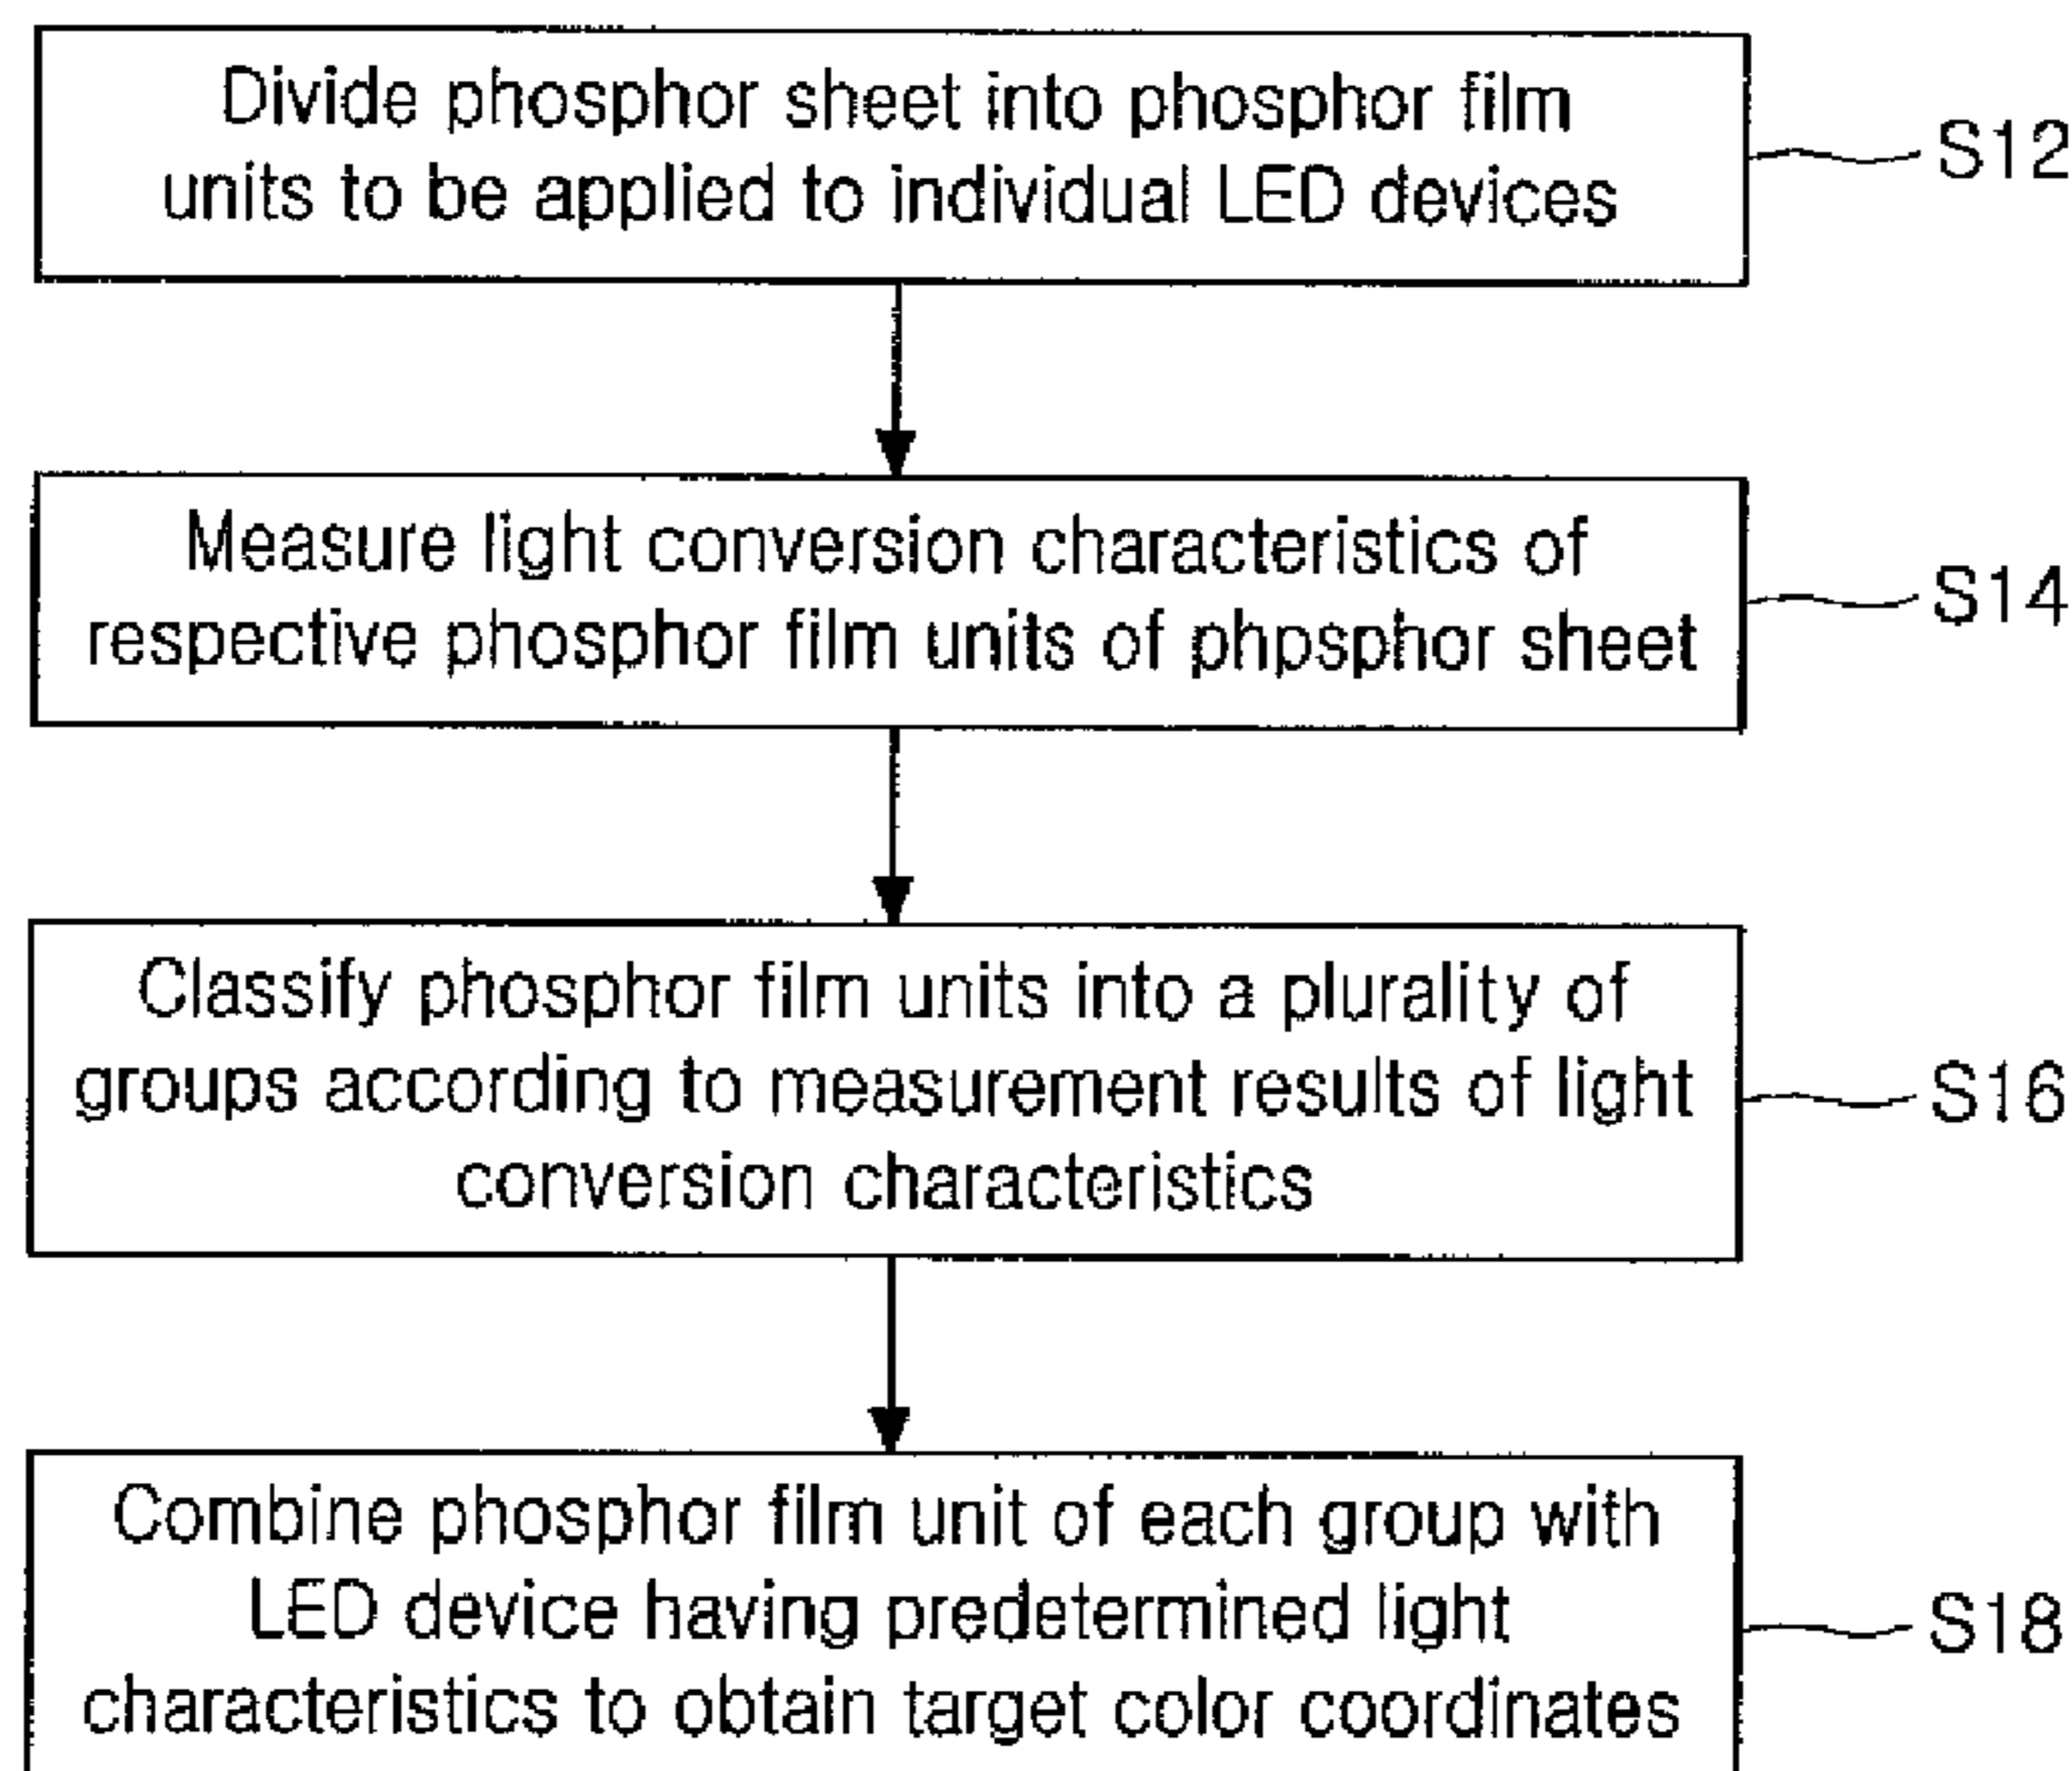 Divide phosphor sheet into phosphor film
units to be applied to individual LED devices
S12
Measure light conversion characteristics of
respective phosphor film units of phpsphor sheet
S14
Classify phosphor film units into a plurality of
groups according to measurement results of light
conversion characteristics
S16
Combine phosphor film unit of each group with
LED device having predetermined light
characteristics to obtain target color coordinates
S18